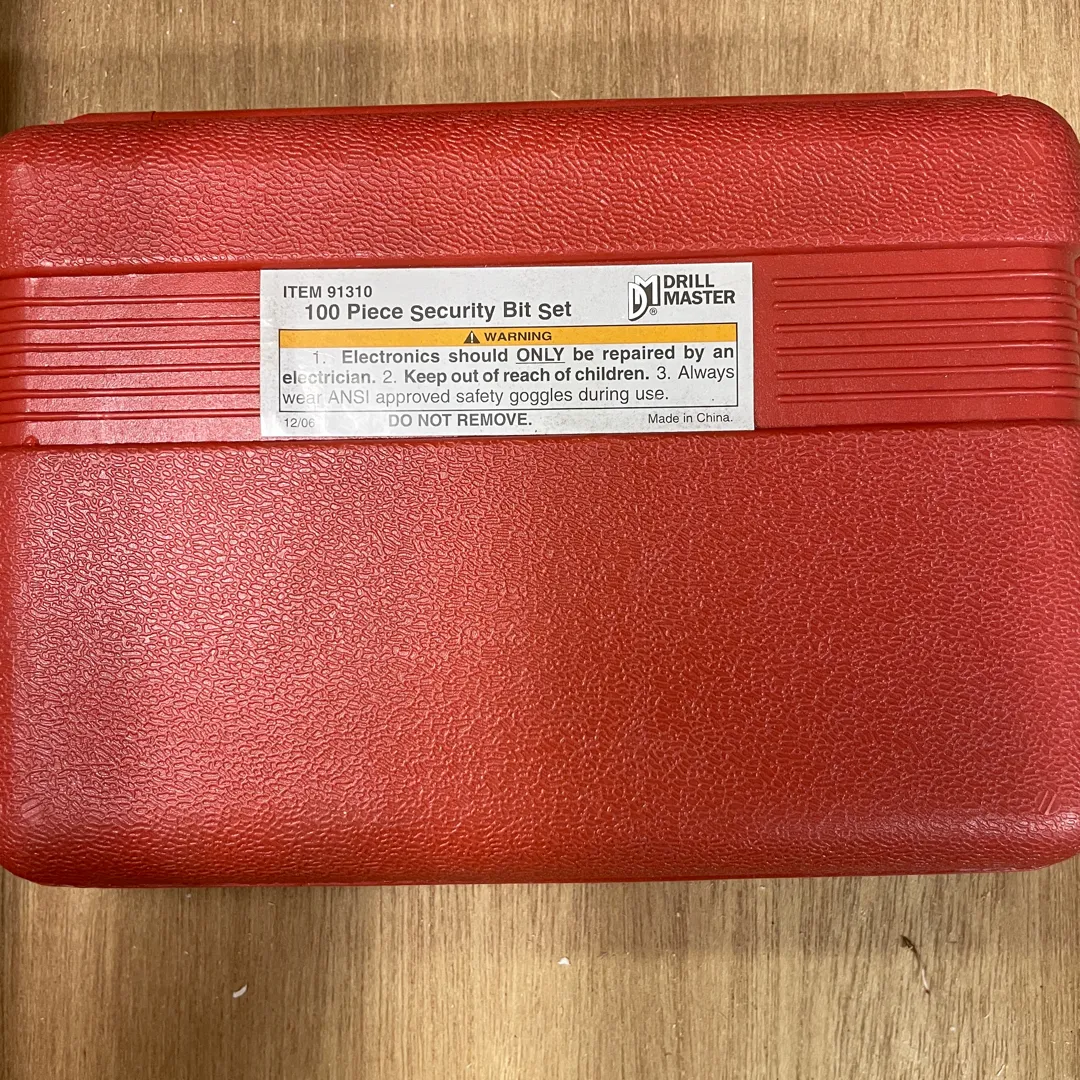 ITEM 91310
100 Piece Security Bit Set
DM® DRILL
MASTER
⚠ WARNING
1. Electronics should ONLY be repaired by an
electrician. 2. Keep out of reach of children. 3. Always
wear ANSI approved safety goggles during use.
12/06 DO NOT REMOVE. Made in China.